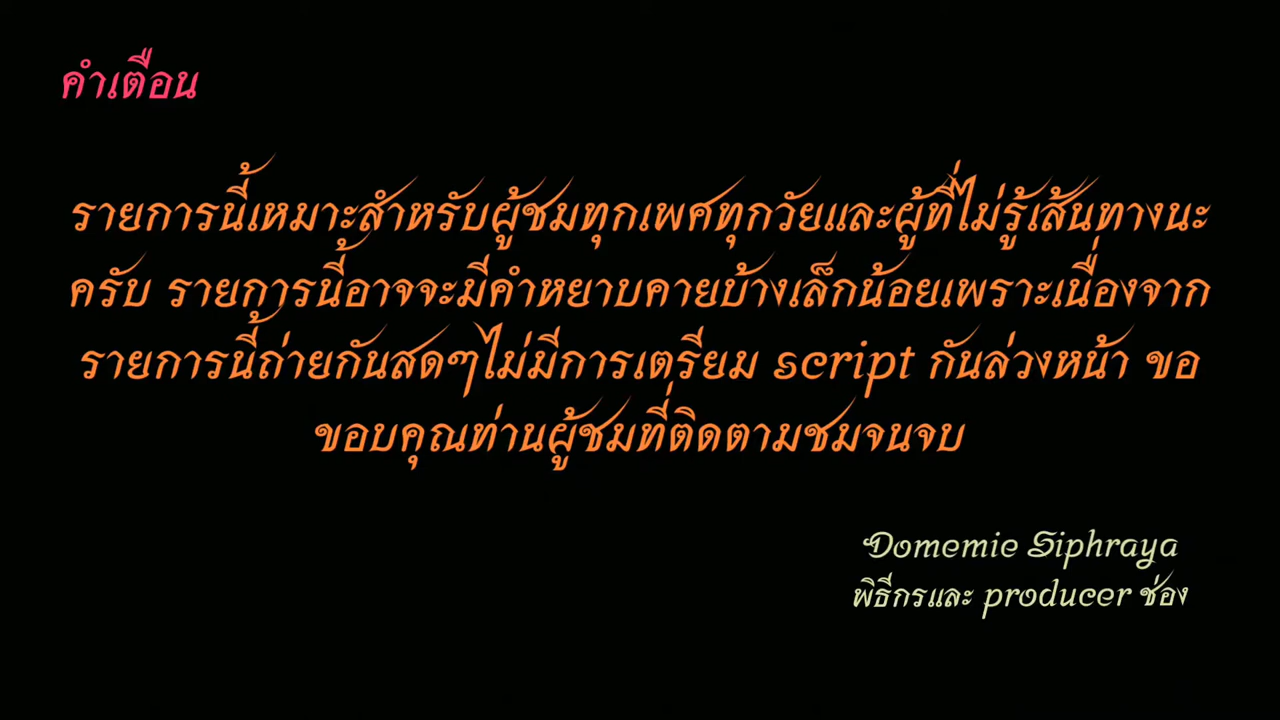 คำเตือน
รายการนี้เหมาะสำหรับผู้ชมทุกเพศทุกวัยและผู้ที่ไม่รู้เส้นทางนะ
ครับ รายการนี้อาจจะมีคำหยาบคายบ้างเล็กน้อยเพราะเนื่องจาก
รายการนี้ถ่ายกันสดๆไม่มีการเตรียม script กันล่วงหน้า ขอ
ขอบคุณท่านผู้ชมที่ติดตามชมจนจบ
Domemie Siphraya
พิธีกรและ producer ช่อง